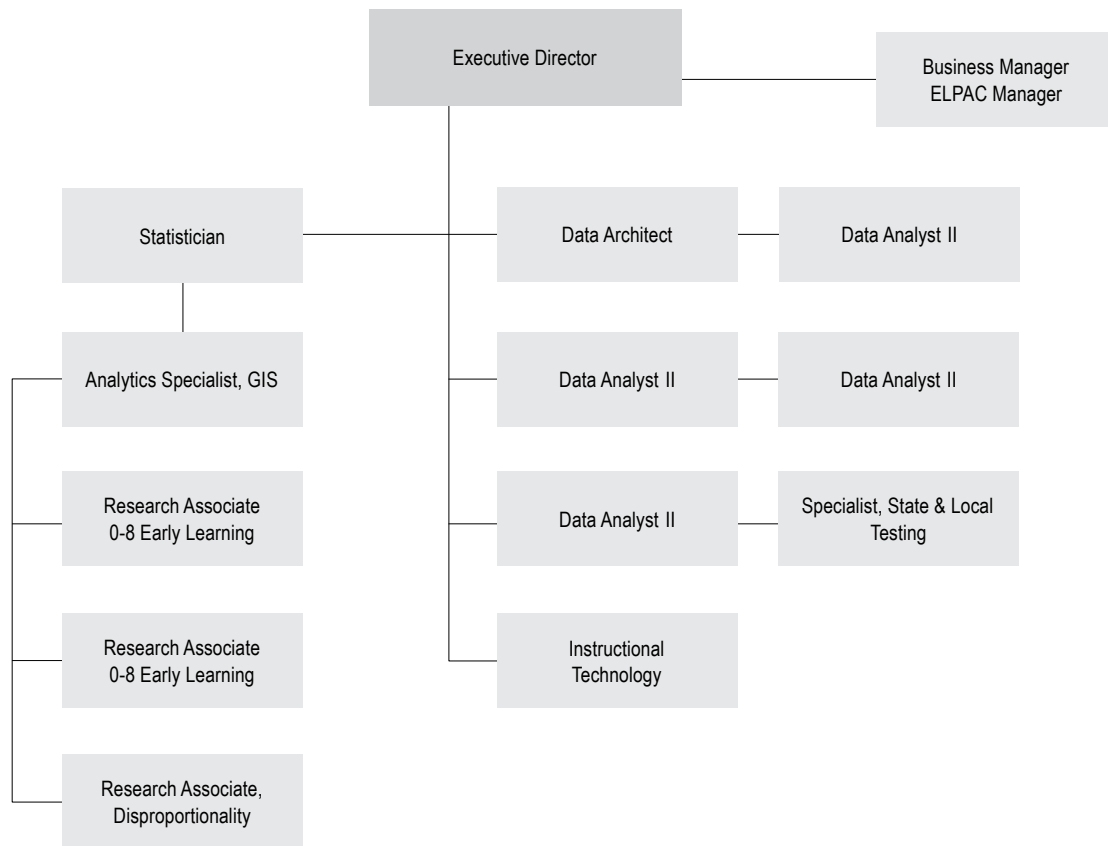 Executive Director
Business Manager
ELPAC Manager
Statistician
Data Architect
Data Analyst II
Analytics Specialist, GIS
Data Analyst II
Data Analyst II
Research Associate
0-8 Early Learning
Data Analyst II
Specialist, State & Local
Testing
Research Associate
0-8 Early Learning
Instructional
Technology
Research Associate,
Disproportionality